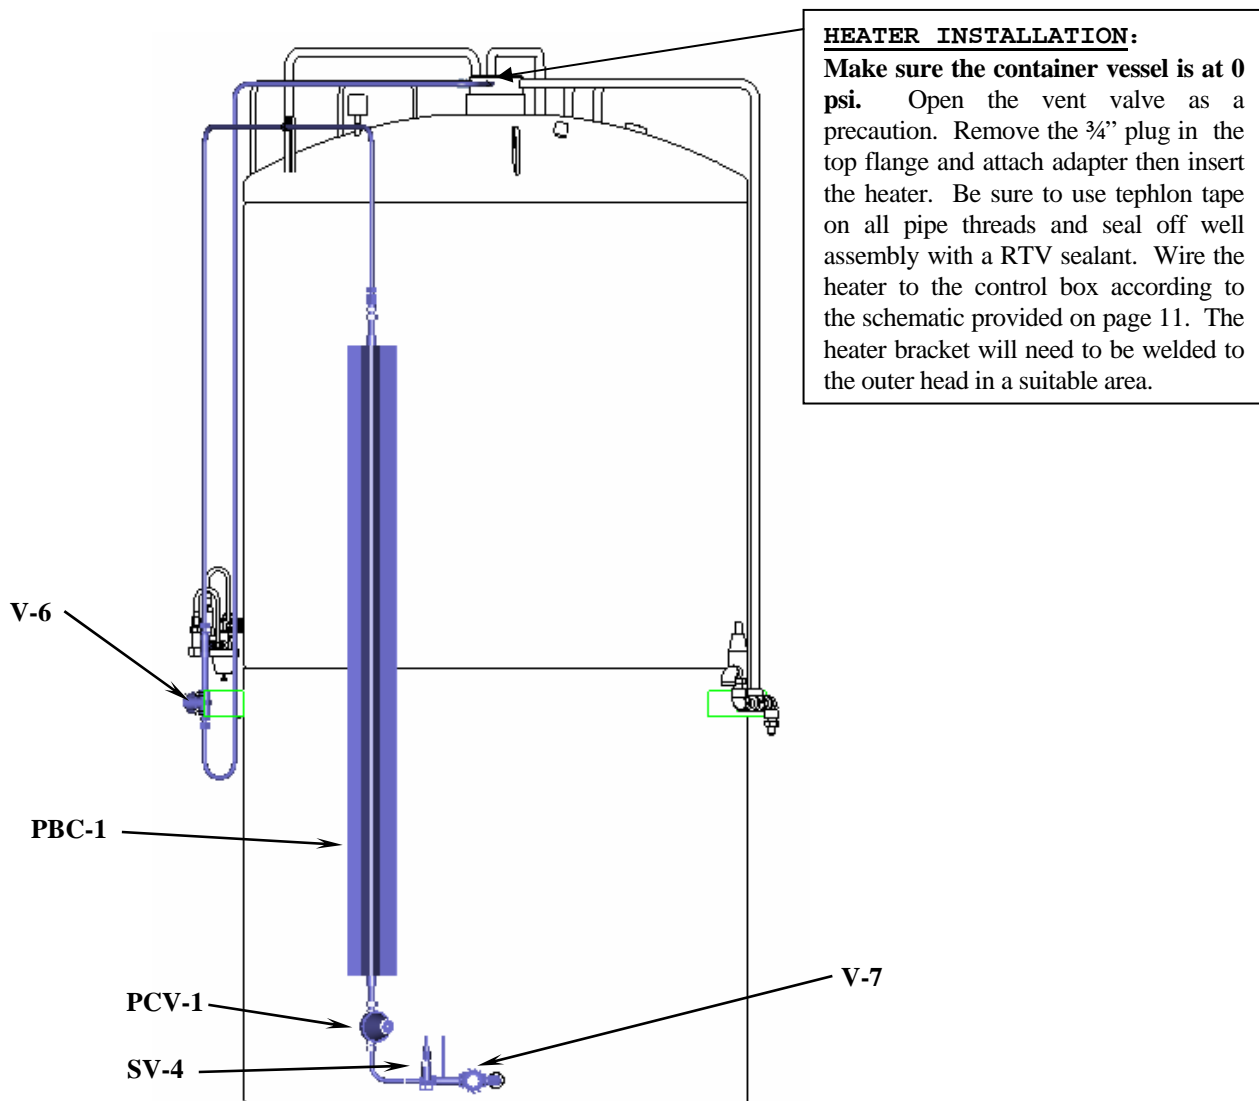 HEATER INSTALLATION:
Make sure the container vessel is at 0
psi. Open the vent valve as a
precaution. Remove the ¾” plug in the
top flange and attach adapter then insert
the heater. Be sure to use tephlon tape
on all pipe threads and seal off well
assembly with a RTV sealant. Wire the
heater to the control box according to
the schematic provided on page 11. The
heater bracket will need to be welded to
the outer head in a suitable area.
V-6
PBC-1
V-7
PCV-1
SV-4